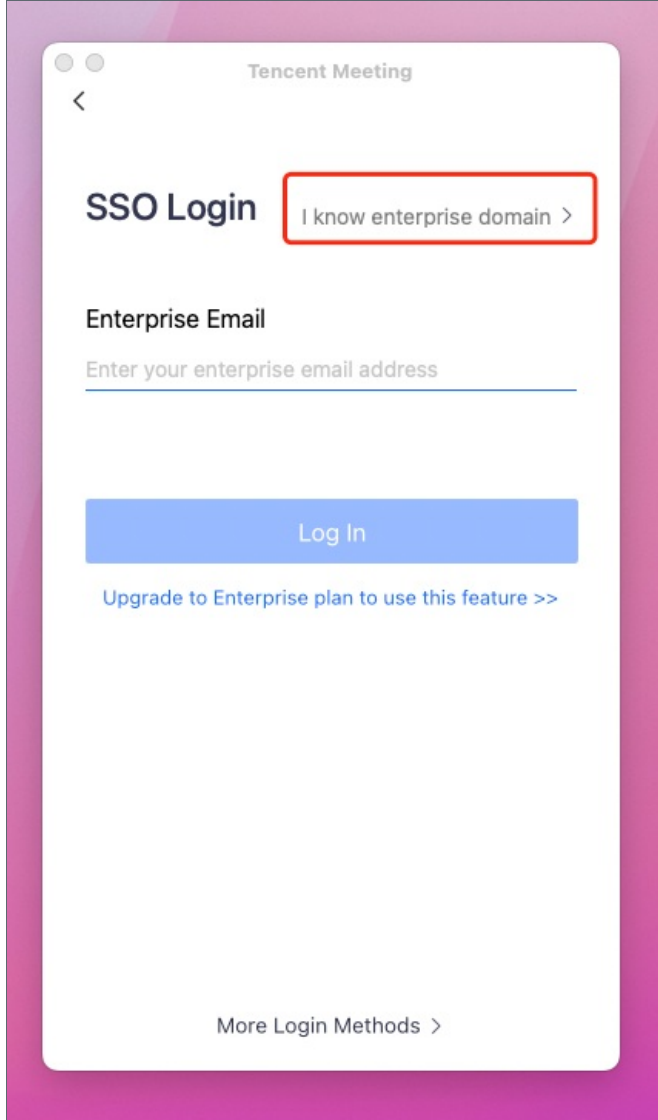 Tencent Meeting
SSO Login
I know enterprise domain >
Enterprise Email
Enter your enterprise email address
Log In
Upgrade to Enterprise plan to use this feature >>
More Login Methods >